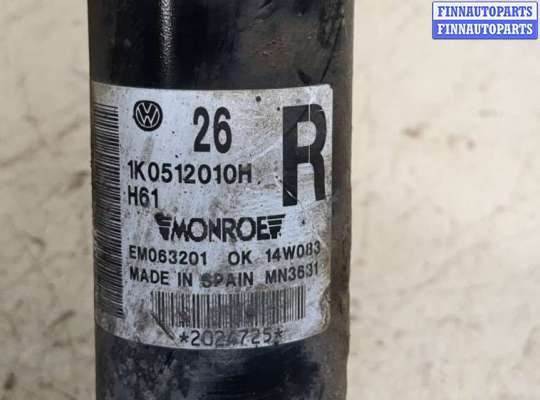 FINNAUTOPARTS
FINNAUTOPARTS
26 R
1K0512010H
H61
MONROE
EM063201 OK 14W083
MADE IN SPAIN MN3631
*2024725*